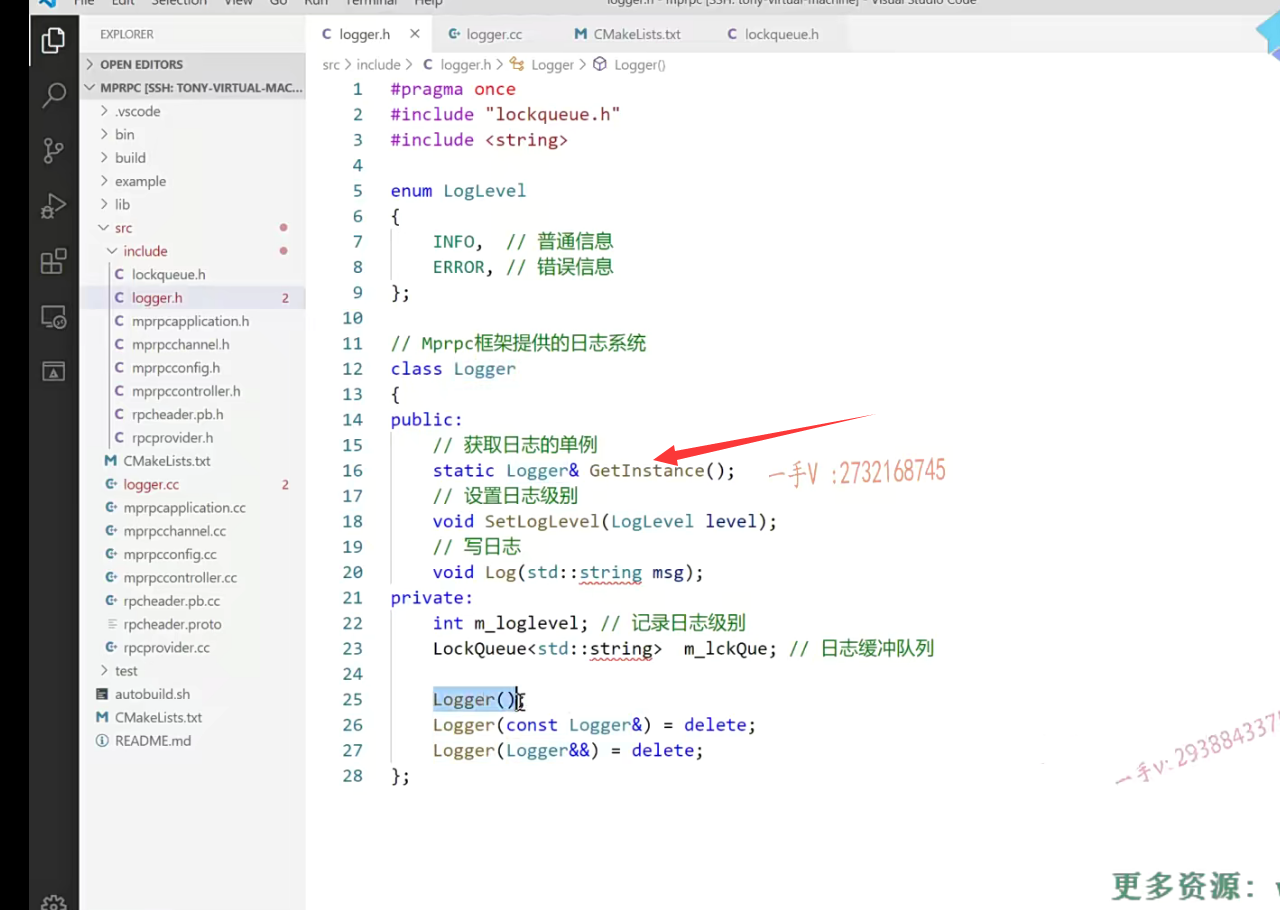 File Edit Selection View Go Run Terminal Help
logger.h - mprpc [SSH: tony-virtual-machine] - Visual Studio Code
EXPLORER
OPEN EDITORS
MPRPC [SSH: TONY-VIRTUAL-MAC...
.vscode
bin
build
example
lib
src
include
C lockqueue.h
C logger.h 2
C mprpcapplication.h
C mprpcchannel.h
C mprpcconfig.h
C mprpccontroller.h
C rpcheader.pb.h
C rpcprovider.h
M CMakeLists.txt
logger.cc 2
mprpcapplication.cc
mprpcchannel.cc
mprpcconfig.cc
mprpccontroller.cc
rpcheader.pb.cc
rpcheader.proto
rpcprovider.cc
test
autobuild.sh
M CMakeLists.txt
README.md
C logger.h × logger.cc M CMakeLists.txt C lockqueue.h
src > include > C logger.h > Logger > Logger()
1 #pragma once
2 #include "lockqueue.h"
3 #include <string>
4
5 enum LogLevel
6 {
7 INFO, // 普通信息
8 ERROR, // 错误信息
9 };
10
11 // Mprpc框架提供的日志系统
12 class Logger
13 {
14 public:
15 // 获取日志的单例
16 static Logger& GetInstance();
17 // 设置日志级别
18 void SetLogLevel(LogLevel level);
19 // 写日志
20 void Log(std::string msg);
21 private:
22 int m_loglevel; // 记录日志级别
23 LockQueue<std::string> m_lckQue; // 日志缓冲队列
24
25 Logger();
26 Logger(const Logger&) = delete;
27 Logger(Logger&&) = delete;
28 };
一手V :2732168745
一手V: 293884337
更多资源: